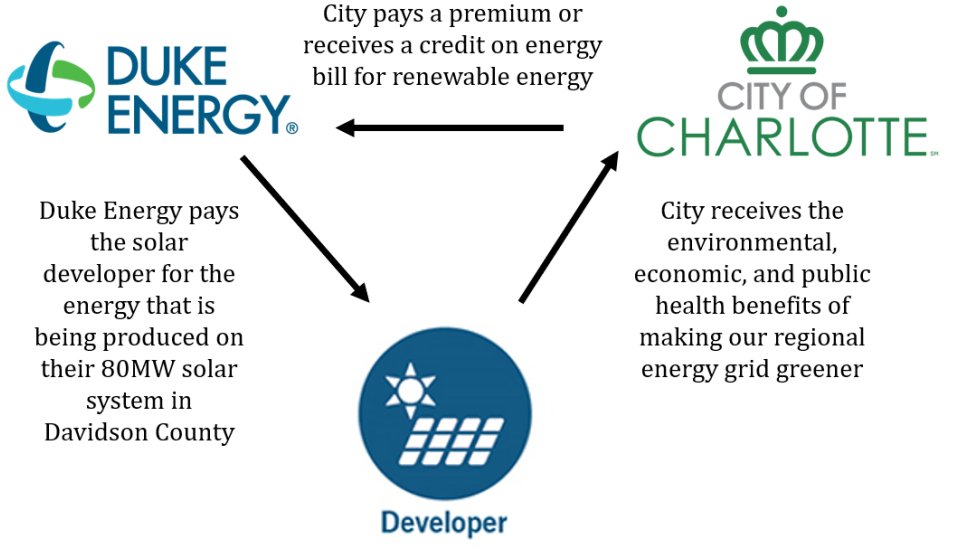 City pays a premium or
receives a credit on energy
bill for renewable energy
DUKE
ENERGY®
CITY OF
CHARLOTTE℠
Duke Energy pays
the solar
developer for the
energy that is
being produced on
their 80MW solar
system in
Davidson County
City receives the
environmental,
economic, and public
health benefits of
making our regional
energy grid greener
Developer